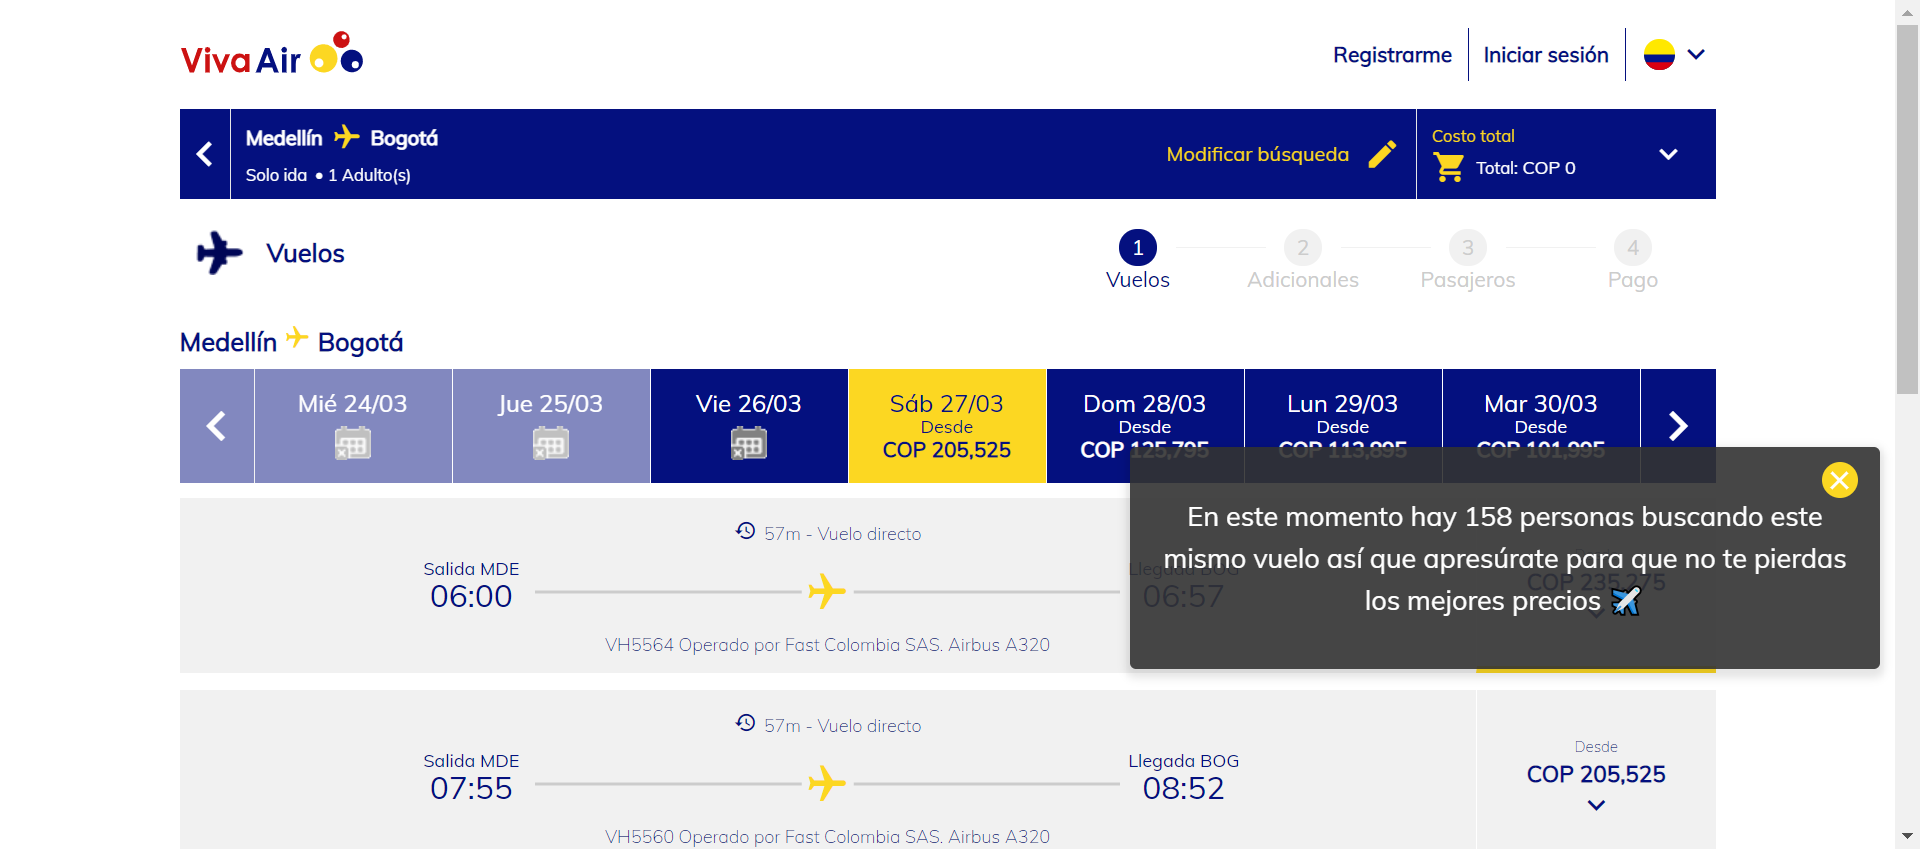 Viva Air
Registrarme
Iniciar sesión
Medellín Bogotá
Solo ida • 1 Adulto(s)
Modificar búsqueda
Costo total
Total: COP 0
Vuelos
1
Vuelos
2
Adicionales
3
Pasajeros
4
Pago
Medellín Bogotá
Mié 24/03
Jue 25/03
Vie 26/03
Sáb 27/03
Desde
COP 205,525
Dom 28/03
Desde
COP 125,795
Lun 29/03
Desde
COP 113,895
Mar 30/03
Desde
COP 101,995
En este momento hay 158 personas buscando este
mismo vuelo así que apresúrate para que no te pierdas
los mejores precios ✈️
57m - Vuelo directo
Salida MDE
06:00
Llegada BOG
06:57
COP 235,275
VH5564 Operado por Fast Colombia SAS. Airbus A320
57m - Vuelo directo
Salida MDE
07:55
Llegada BOG
08:52
Desde
COP 205,525
VH5560 Operado por Fast Colombia SAS. Airbus A320